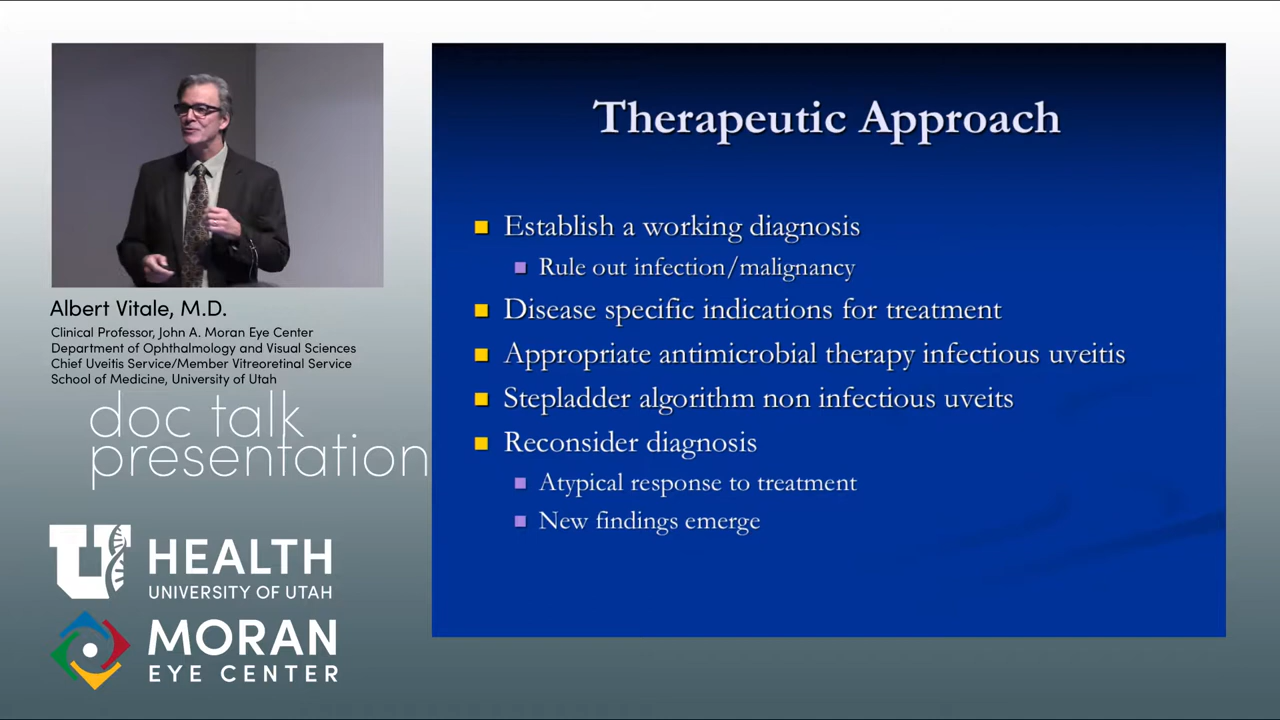 Albert Vitale, M.D.
Clinical Professor, John A. Moran Eye Center
Department of Ophthalmology and Visual Sciences
Chief Uveitis Service/Member Vitreoretinal Service
School of Medicine, University of Utah
doc talk
presentation
U HEALTH
UNIVERSITY OF UTAH
MORAN
EYE CENTER
Therapeutic Approach
Establish a working diagnosis
Rule out infection/malignancy
Disease specific indications for treatment
Appropriate antimicrobial therapy infectious uveitis
Stepladder algorithm non infectious uveits
Reconsider diagnosis
Atypical response to treatment
New findings emerge